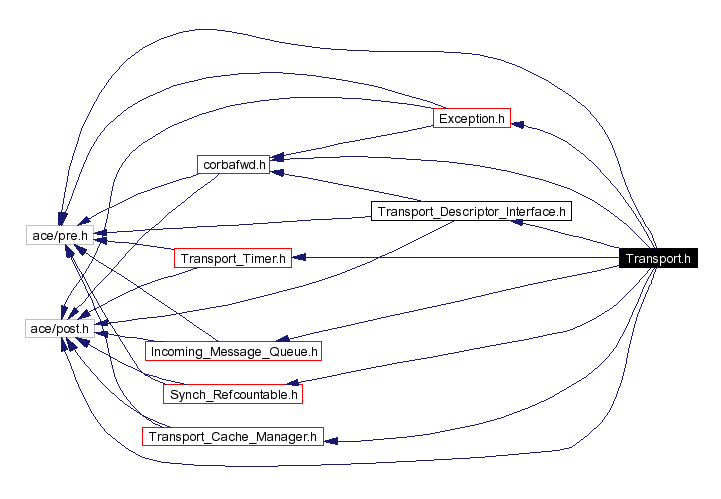 Exception.h
corbafwd.h
Transport_Descriptor_Interface.h
ace/pre.h
Transport_Timer.h
Transport.h
ace/post.h
Incoming_Message_Queue.h
Synch_Refcountable.h
Transport_Cache_Manager.h